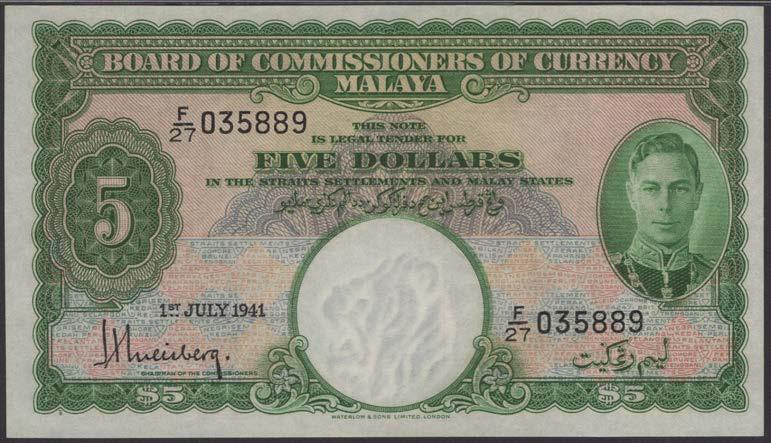 BOARD OF COMMISSIONERS OF CURRENCY
MALAYA
F/27 035889
THIS NOTE
IS LEGAL TENDER FOR
FIVE DOLLARS
IN THE STRAITS SETTLEMENTS AND MALAY STATES
5
1ST JULY 1941
F/27 035889
CHAIRMAN OF THE COMMISSIONERS
ليم رڠڬيت
$5
$5
WATERLOW & SONS LIMITED, LONDON.